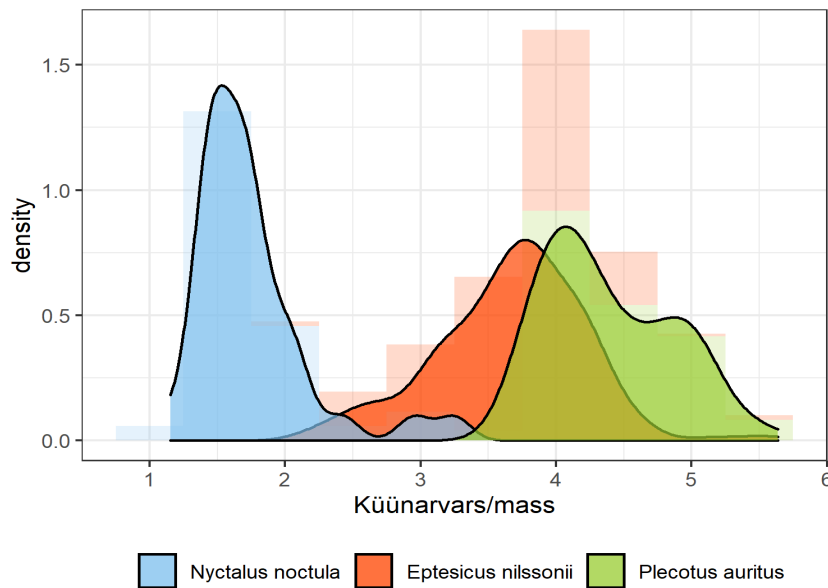 density
1.5
1.0
0.5
0.0
1 2 3 4 5 6
Küünarvars/mass
Nyctalus noctula Eptesicus nilssonii Plecotus auritus